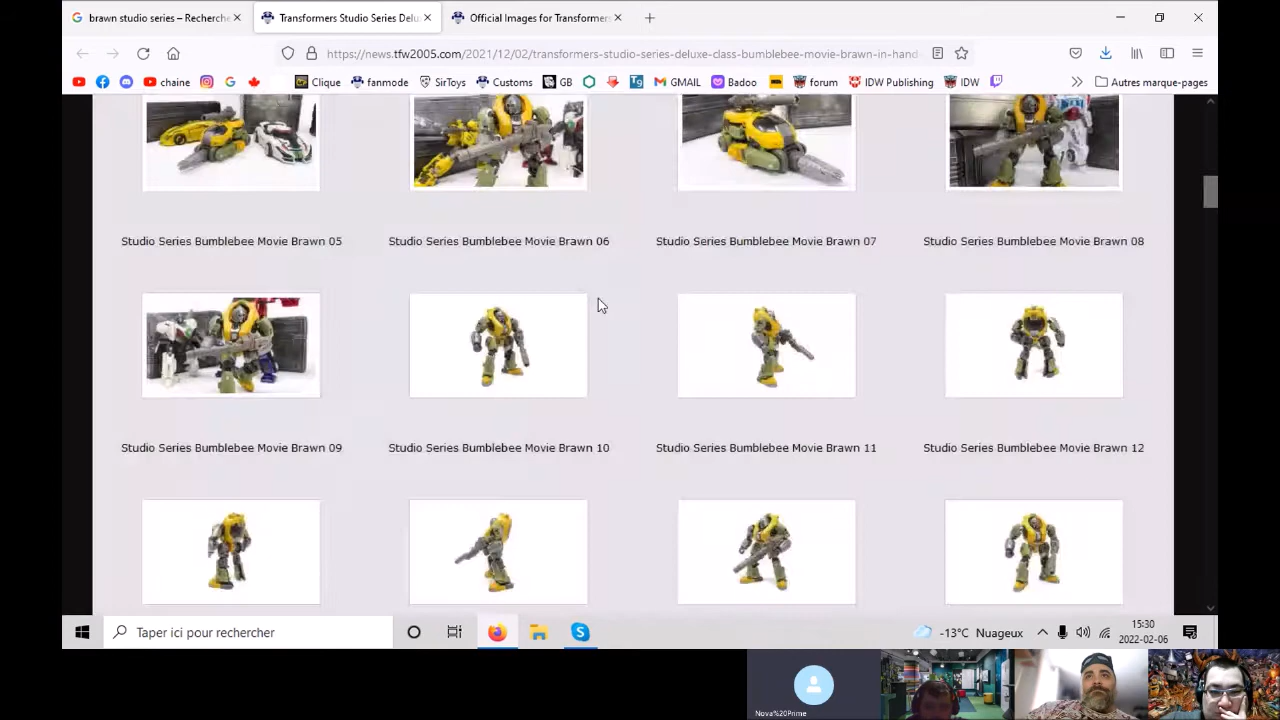 brawn studio series – Recherche
Transformers Studio Series Delu
Official Images for Transformers
https://news.tfw2005.com/2021/12/02/transformers-studio-series-deluxe-class-bumblebee-movie-brawn-in-hand
chaine
Clique
fanmode
SirToys
Customs
GB
GMAIL
Badoo
forum
IDW Publishing
IDW
Autres marque-pages
Studio Series Bumblebee Movie Brawn 05
Studio Series Bumblebee Movie Brawn 06
Studio Series Bumblebee Movie Brawn 07
Studio Series Bumblebee Movie Brawn 08
Studio Series Bumblebee Movie Brawn 09
Studio Series Bumblebee Movie Brawn 10
Studio Series Bumblebee Movie Brawn 11
Studio Series Bumblebee Movie Brawn 12
Taper ici pour rechercher
-13°C Nuageux
15:30
2022-02-06
Nova%20Prime